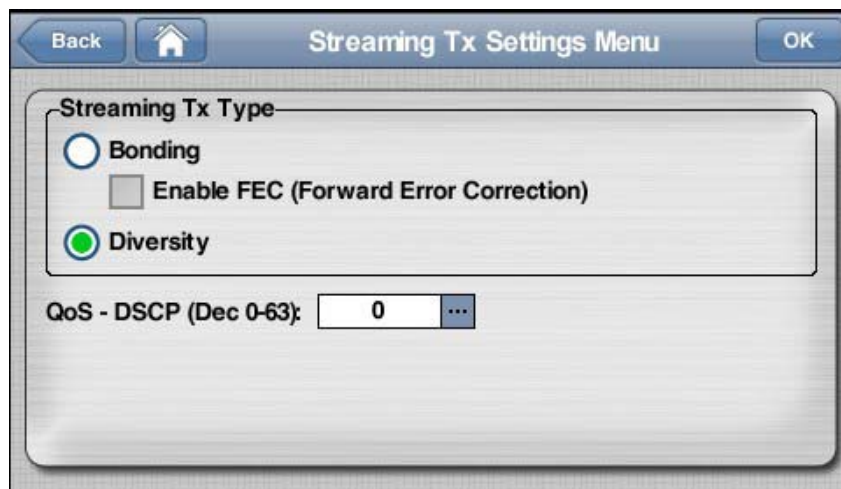 Back
Streaming Tx Settings Menu
OK
Streaming Tx Type
Bonding
Enable FEC (Forward Error Correction)
Diversity
QoS - DSCP (Dec 0-63): 0 ...